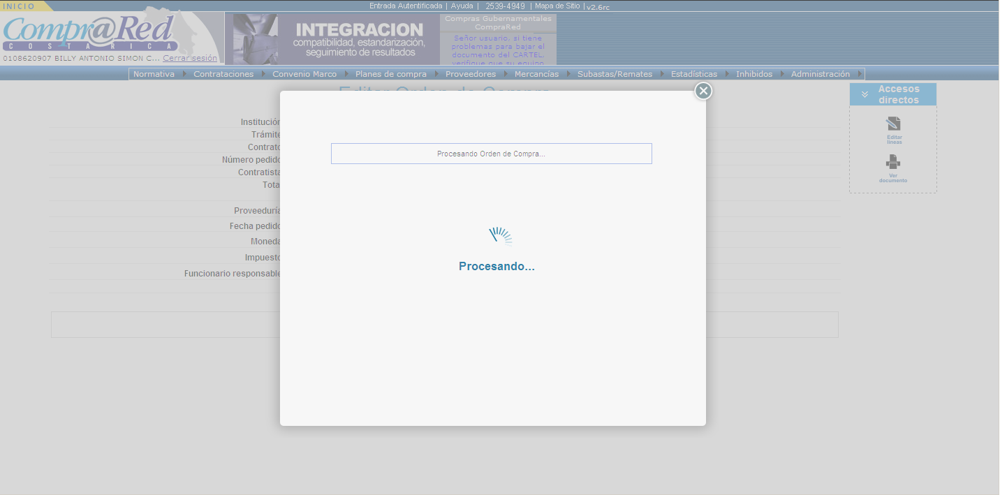 INICIO
Entrada Autentificada | Ayuda | 2539-4949 | Mapa de Sitio | v2.6rc
Compr@Red
COSTARICA
0108620907 BILLY ANTONIO SIMON C... Cerrar sesión
INTEGRACION
compatibilidad, estandarización,
seguimiento de resultados
Compras Gubernamentales
CompraRed
Señor usuario, si tiene
problemas para bajar el
documento del CARTEL,
verifique que su equipo
Normativa Contrataciones Convenio Marco Planes de compra Proveedores Mercancías Subastas/Remates Estadísticas Inhibidos Administración
Editar Orden de Compra
Institución
Trámite
Contrato
Número pedido
Contratista
Total
Proveeduría
Fecha pedido
Moneda
Impuesto
Funcionario responsable
Procesando Orden de Compra...
Procesando...
Accesos
directos
Editar
líneas
Ver
documento